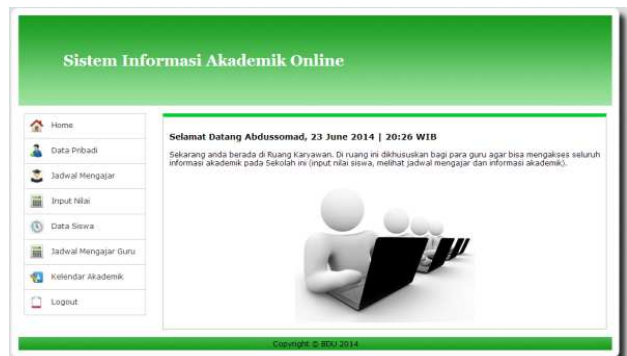 Sistem Informasi Akademik Online
Home
Data Pribadi
Jadwal Mengajar
Input Nilai
Data Siswa
Jadwal Mengajar Guru
Kelendar Akademik
Logout
Selamat Datang Abdussomad, 23 June 2014 | 20:26 WIB
Sekarang anda berada di Ruang Karyawan. Di ruang ini dikhususkan bagi para guru agar bisa mengakses seluruh
informasi akademik pada Sekolah ini (input nilai siswa, melihat jadwal mengajar dan informasi akademik).
Copyright © BDU 2014